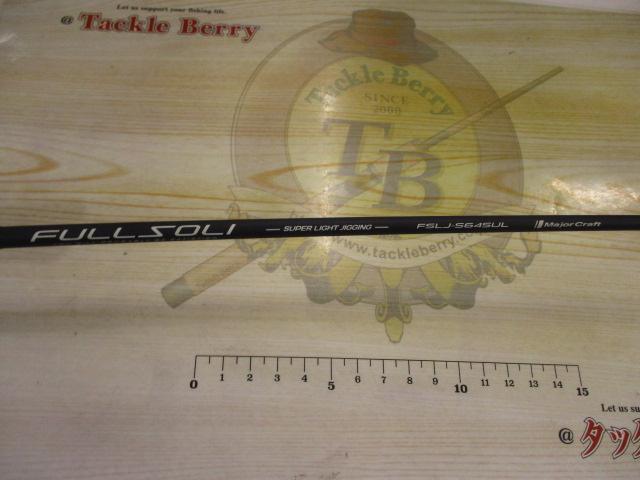 Let us support your fishing life.
@ Tackle Berry
Tackle Berry
SINCE
2000
TB
FULLSOLI — SUPER LIGHT JIGGING — FSLJ-S645UL MajorCraft
www.tackleberry.co
0 1 2 3 4 5 6 7 8 9 10 11 12 13 14 15
Let us su
@タック